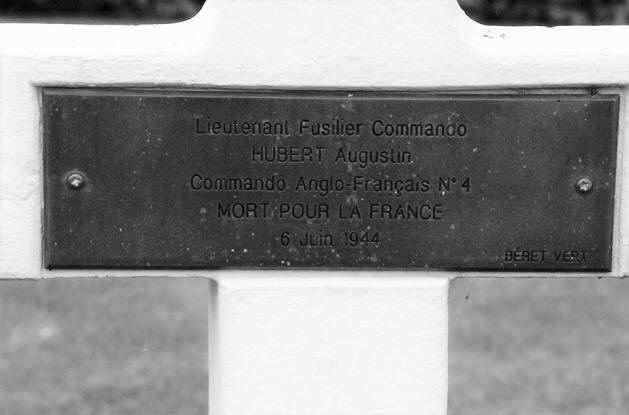 Lieutenant Fusilier Commando
HUBERT Augustin
Commando Anglo-Français N° 4
MORT POUR LA FRANCE
6 Juin 1944
BÉRET VERT